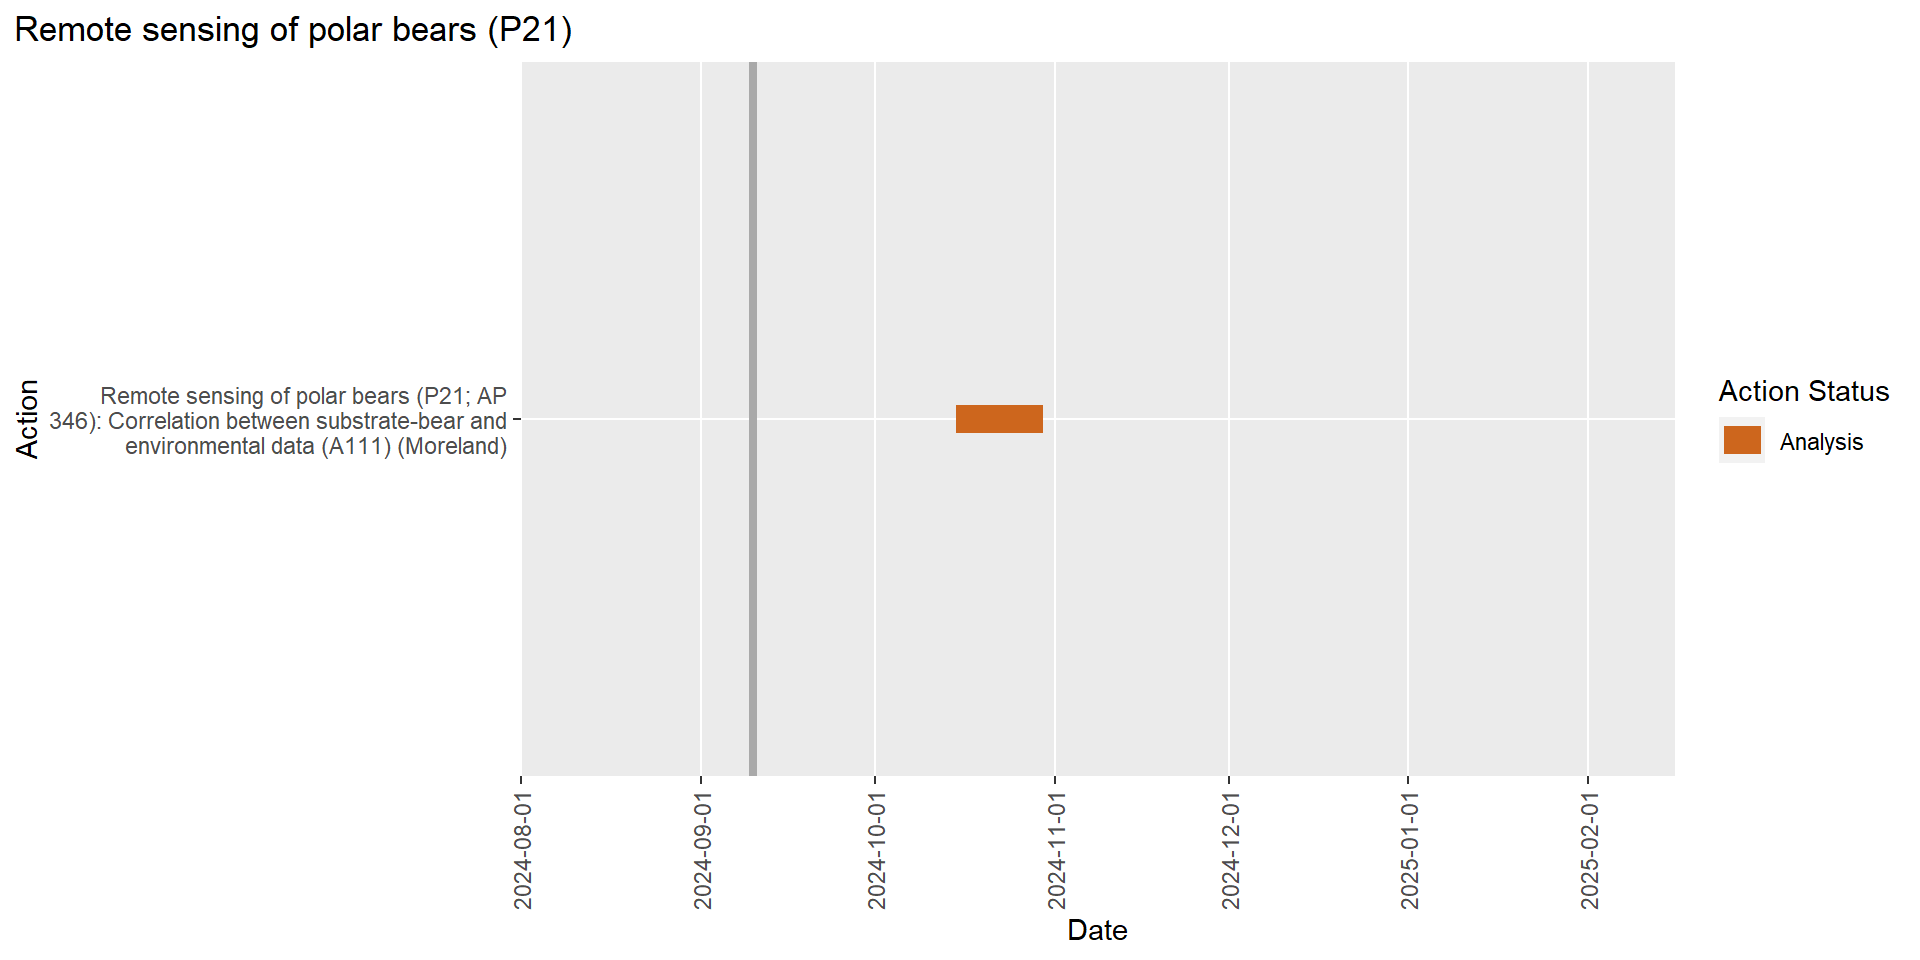 Remote sensing of polar bears (P21)
Action
Remote sensing of polar bears (P21; AP
346): Correlation between substrate-bear and
environmental data (A111) (Moreland)
Action Status
Analysis
2024-08-01
2024-09-01
2024-10-01
2024-11-01
2024-12-01
2025-01-01
2025-02-01
Date